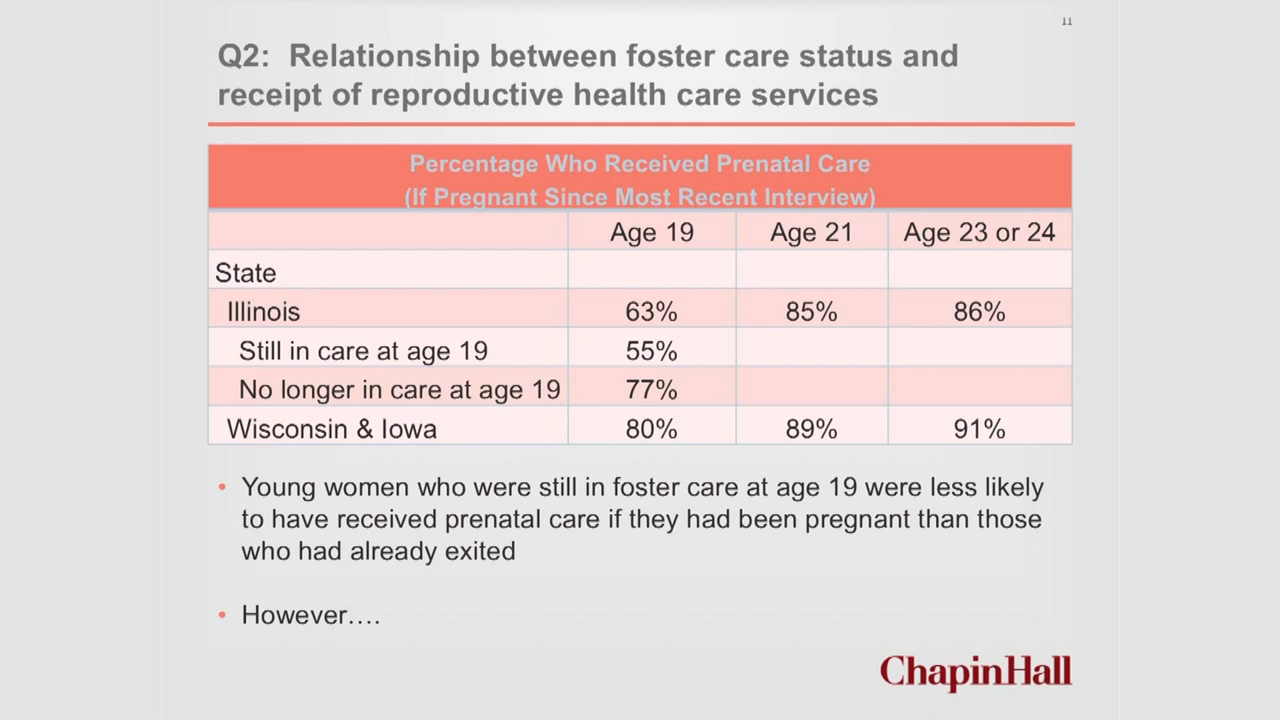 11
Q2: Relationship between foster care status and
receipt of reproductive health care services
Percentage Who Received Prenatal Care
(If Pregnant Since Most Recent Interview)
Age 19 Age 21 Age 23 or 24
State
Illinois 63% 85% 86%
Still in care at age 19 55%
No longer in care at age 19 77%
Wisconsin & Iowa 80% 89% 91%
• Young women who were still in foster care at age 19 were less likely
to have received prenatal care if they had been pregnant than those
who had already exited
• However....
ChapinHall